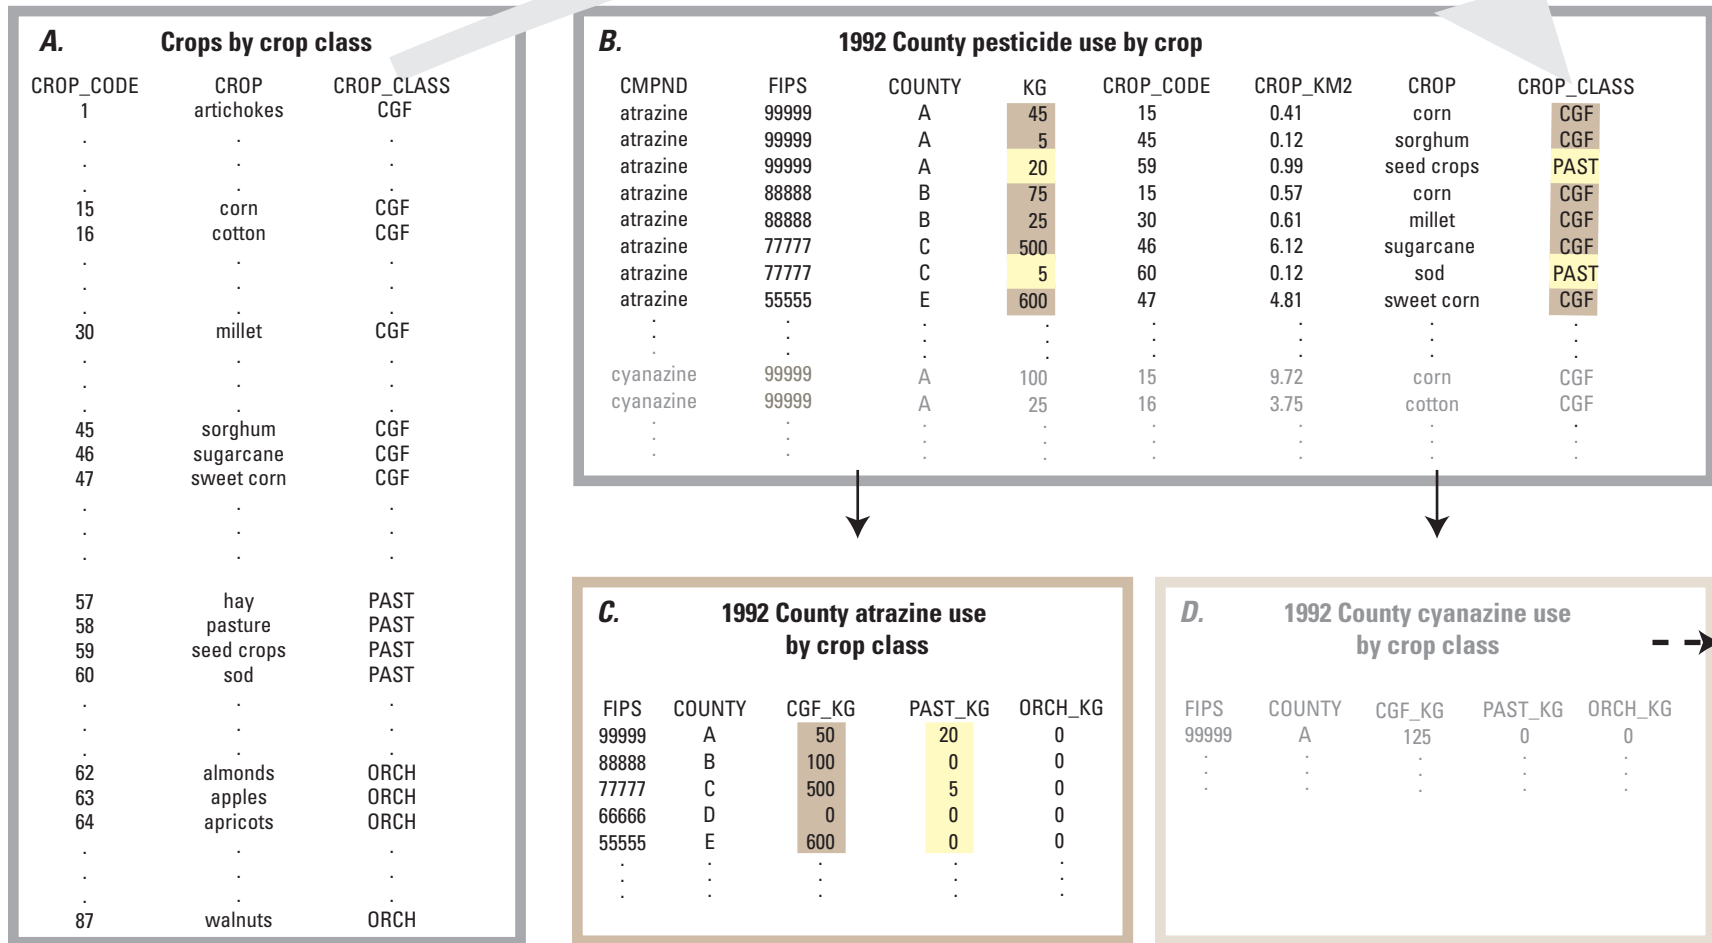 A. Crops by crop class
CROP_CODE CROP CROP_CLASS
1 artichokes CGF
. . .
. . .
. . .
15 corn CGF
16 cotton CGF
. . .
. . .
. . .
30 millet CGF
. . .
. . .
. . .
45 sorghum CGF
46 sugarcane CGF
47 sweet corn CGF
. . .
. . .
. . .
57 hay PAST
58 pasture PAST
59 seed crops PAST
60 sod PAST
. . .
. . .
. . .
62 almonds ORCH
63 apples ORCH
64 apricots ORCH
. . .
. . .
. . .
87 walnuts ORCH
B. 1992 County pesticide use by crop
CMPND FIPS COUNTY KG CROP_CODE CROP_KM2 CROP CROP_CLASS
atrazine 99999 A 45 15 0.41 corn CGF
atrazine 99999 A 5 45 0.12 sorghum CGF
atrazine 99999 A 20 59 0.99 seed crops PAST
atrazine 88888 B 75 15 0.57 corn CGF
atrazine 88888 B 25 30 0.61 millet CGF
atrazine 77777 C 500 46 6.12 sugarcane CGF
atrazine 77777 C 5 60 0.12 sod PAST
atrazine 55555 E 600 47 4.81 sweet corn CGF
. . . . . . . .
. . . . . . . .
. . . . . . . .
cyanazine 99999 A 100 15 9.72 corn CGF
cyanazine 99999 A 25 16 3.75 cotton CGF
. . . . . . . .
. . . . . . . .
. . . . . . . .
C. 1992 County atrazine use
by crop class
FIPS COUNTY CGF_KG PAST_KG ORCH_KG
99999 A 50 20 0
88888 B 100 0 0
77777 C 500 5 0
66666 D 0 0 0
55555 E 600 0 0
. . . . .
. . . . .
. . . . .
D. 1992 County cyanazine use
by crop class
FIPS COUNTY CGF_KG PAST_KG ORCH_KG
99999 A 125 0 0
. . . . .
. . . . .
. . . . .